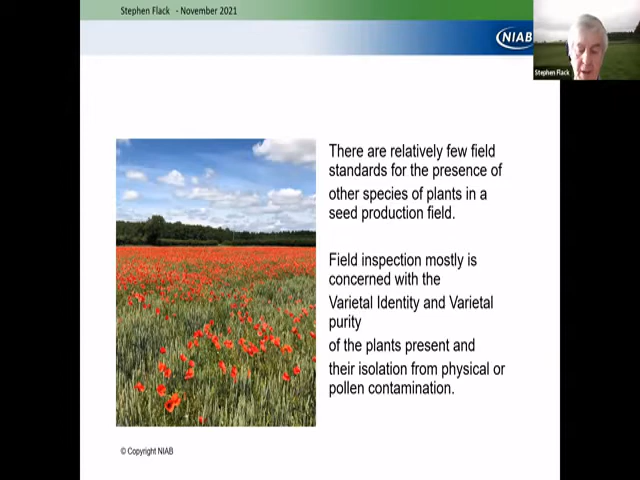 Stephen Flack - November 2021
NIAB
Stephen Flack
There are relatively few field
standards for the presence of
other species of plants in a
seed production field.
Field inspection mostly is
concerned with the
Varietal Identity and Varietal
purity
of the plants present and
their isolation from physical or
pollen contamination.
© Copyright NIAB